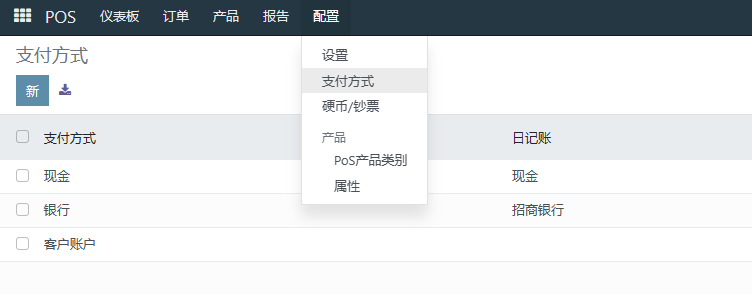 POS 仪表板 订单 产品 报告 配置
支付方式
新
设置
支付方式
硬币/钞票
产品
PoS产品类别
属性
支付方式 日记账
现金 现金
银行 招商银行
客户账户